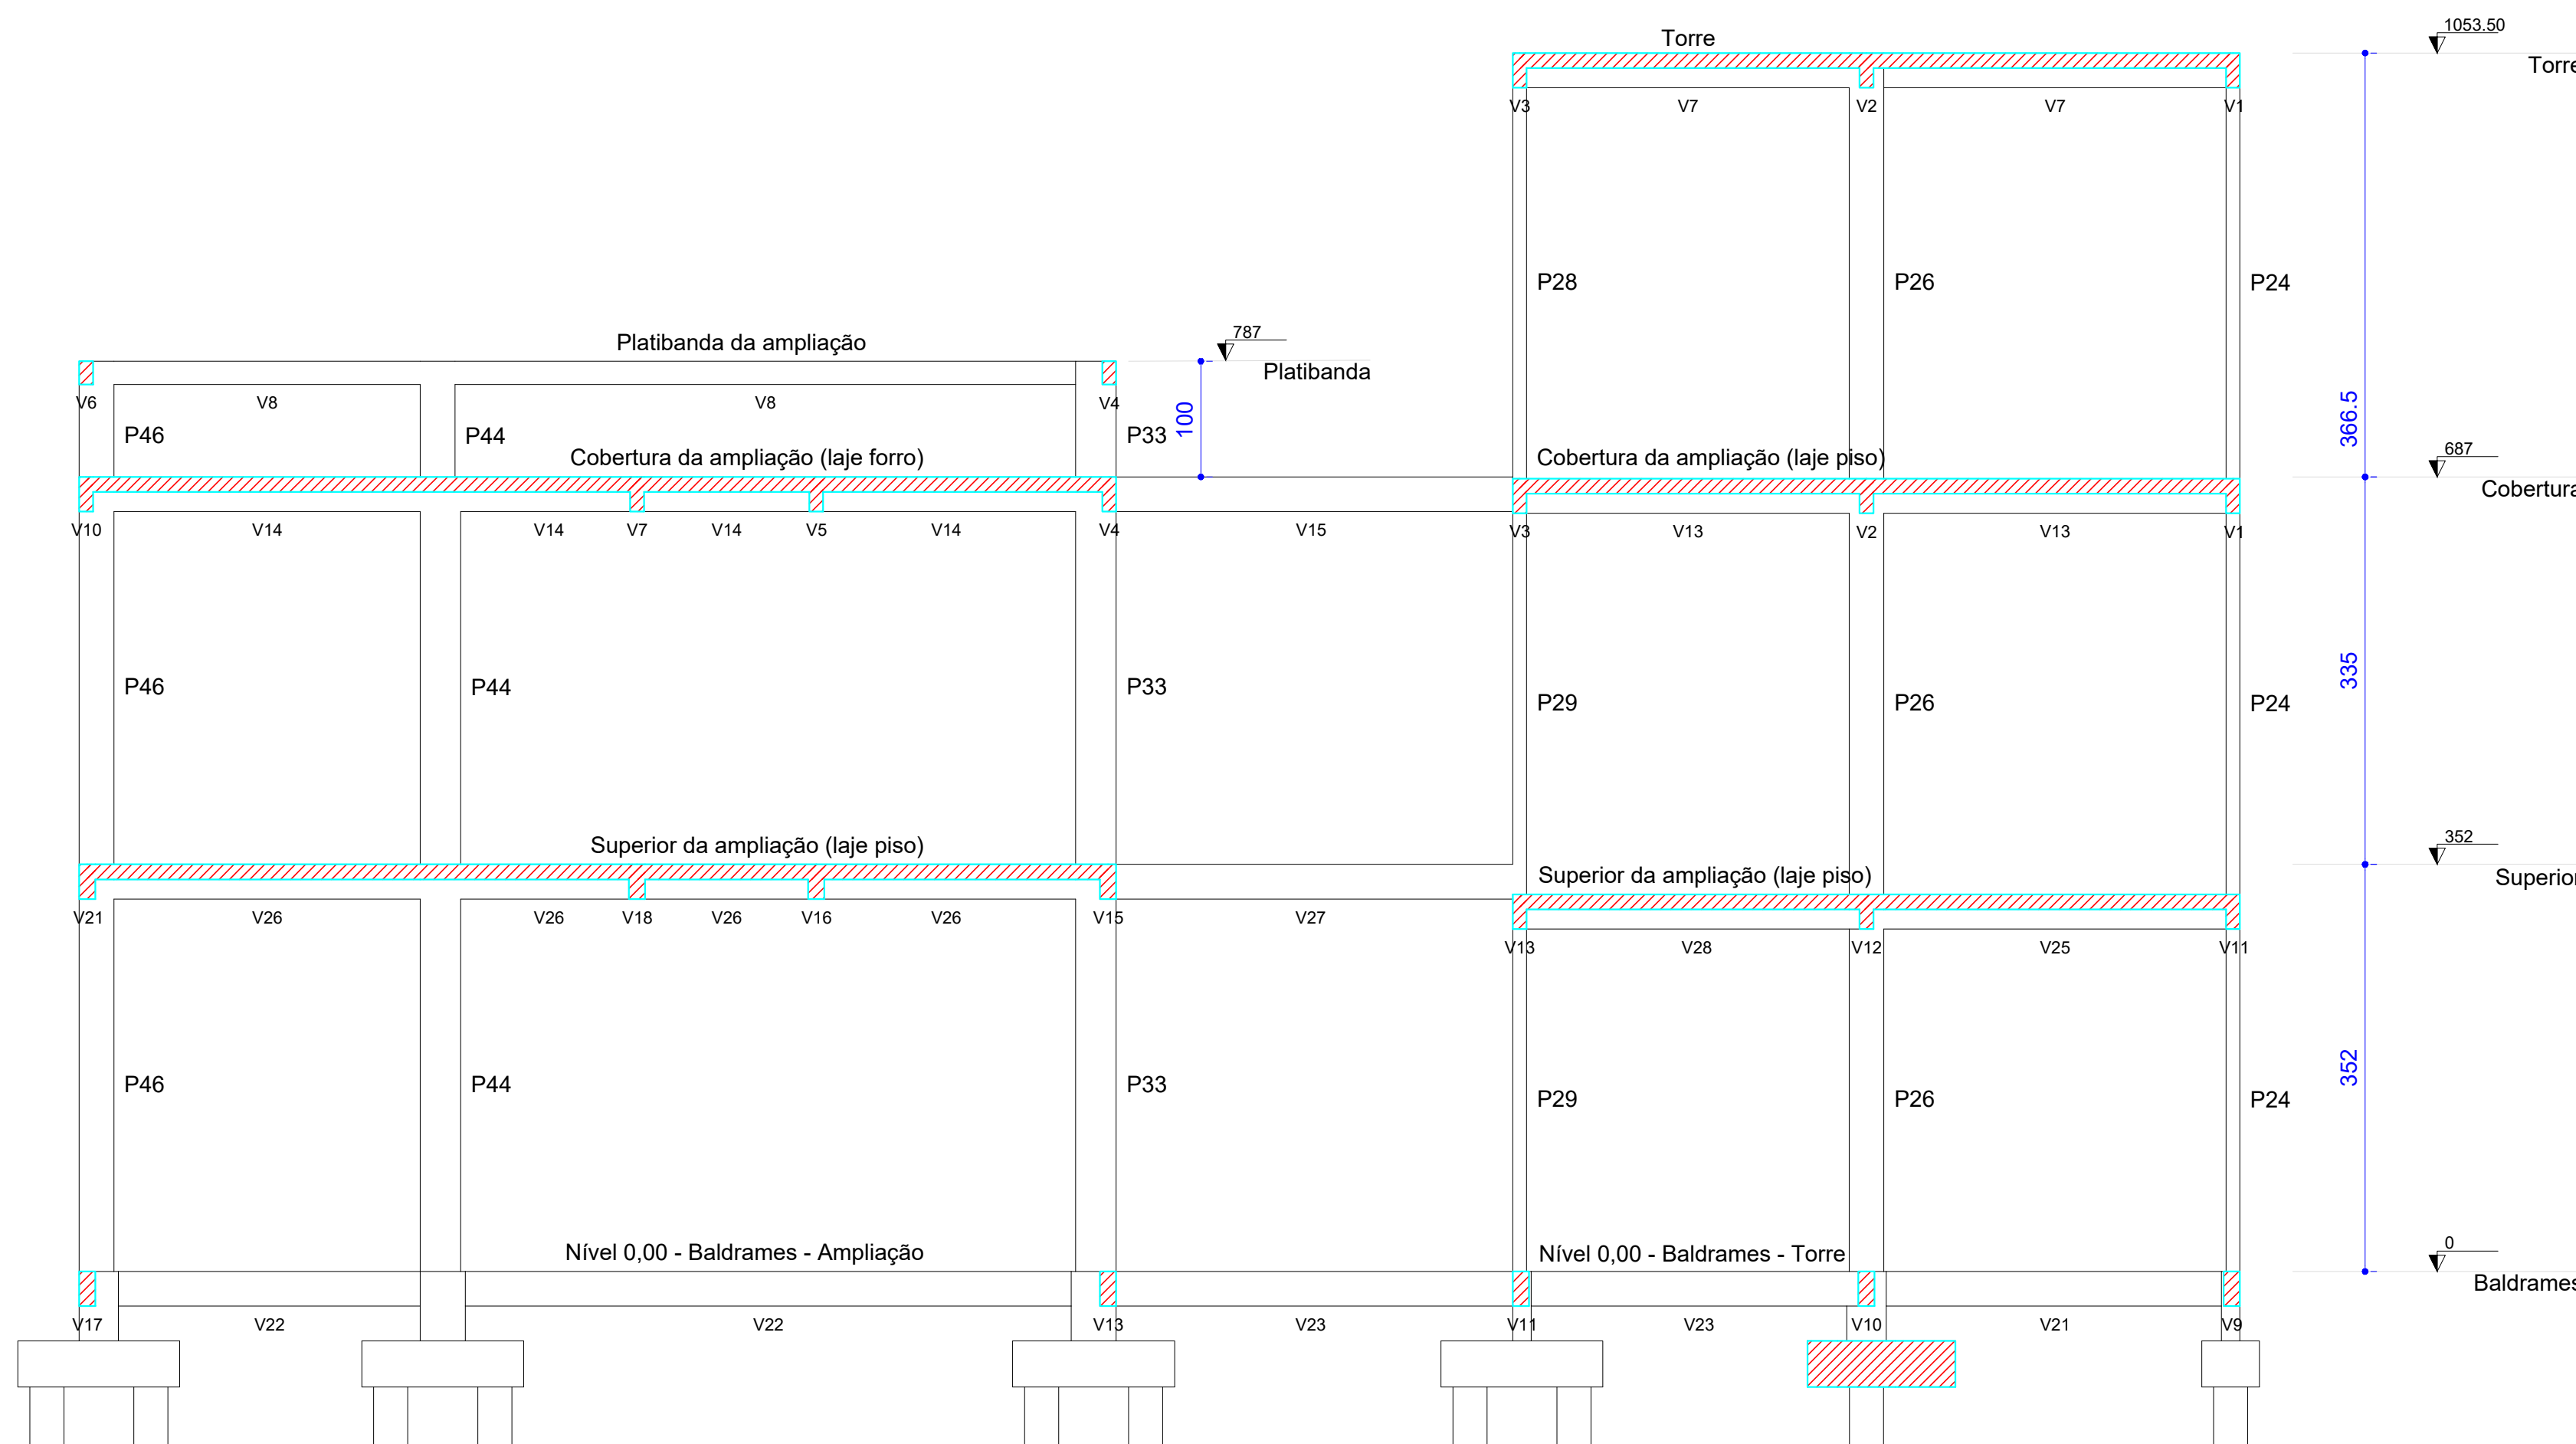 1053.50
Torre
Torre
V3 V7 V2 V7 V1
P28 P26 P24
787
Platibanda da ampliação
Platibanda
V6 V8 V8 V4
100
366.5
P46 P44 P33
687
Cobertura da ampliação (laje forro) Cobertura da ampliação (laje piso)
Cobertura
V10 V14 V14 V7 V14 V5 V14 V4 V15 V3 V13 V2 V13 V1
335
P46 P44 P33 P29 P26 P24
352
Superior da ampliação (laje piso)
Superior da ampliação (laje piso)
Superior
V21 V26 V26 V18 V26 V16 V26 V15 V27
V13 V28 V12 V25 V11
352
P46 P44 P33 P29 P26 P24
0
Nível 0,00 - Baldrames - Ampliação Nível 0,00 - Baldrames - Torre
Baldrames
V17 V22 V22 V13 V23 V11 V23 V10 V21 V9